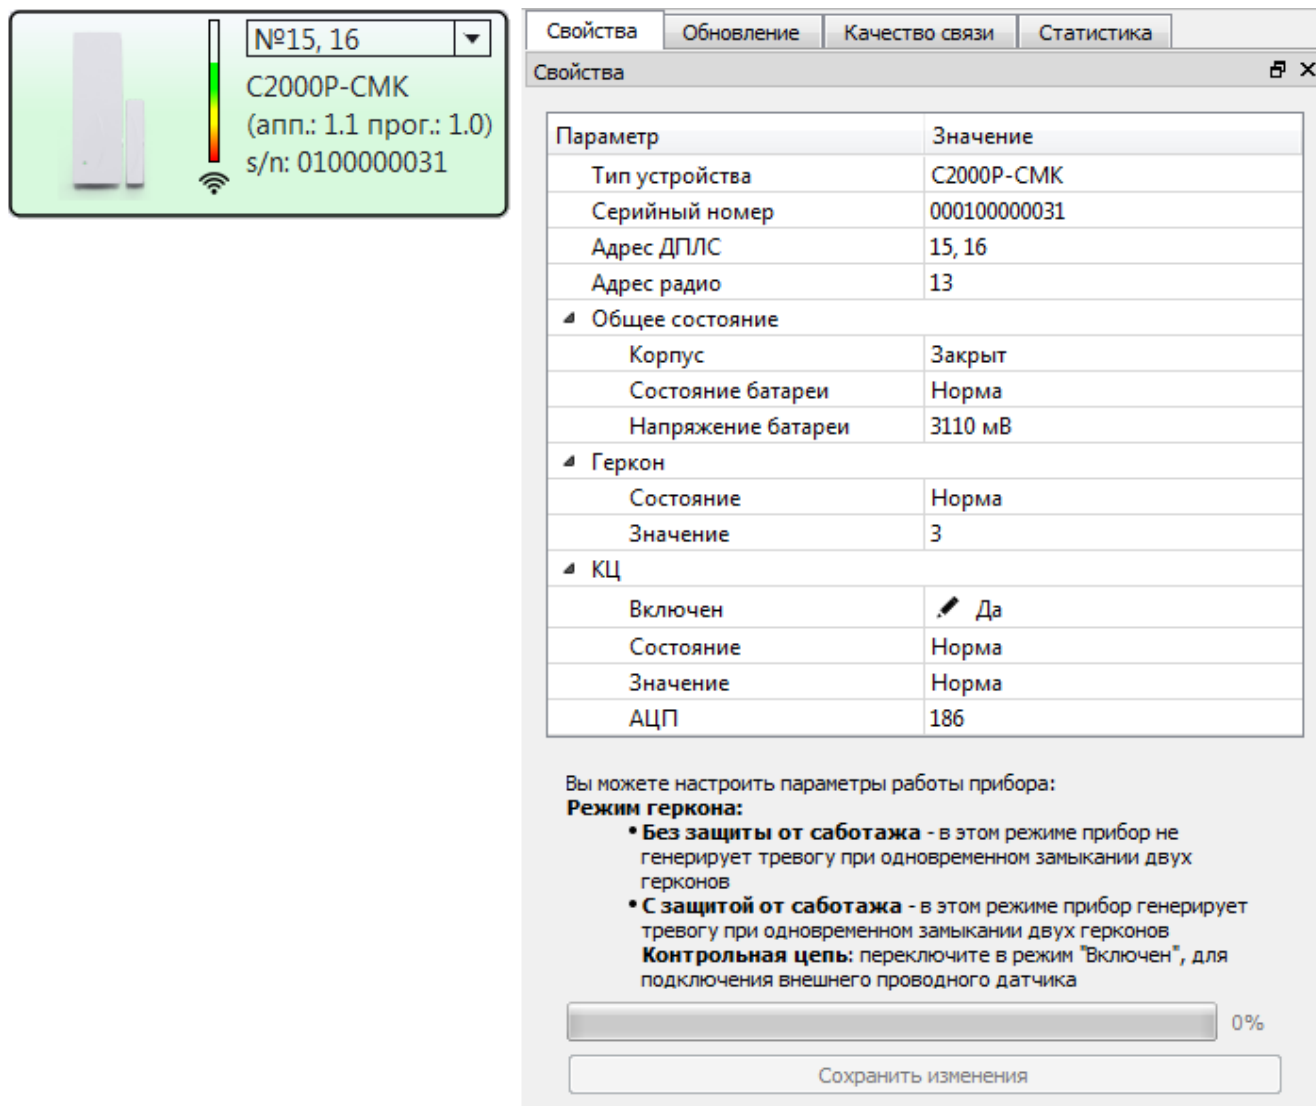 №15, 16
С2000Р-СМК
(апп.: 1.1 прог.: 1.0)
s/n: 0100000031
Свойства Обновление Качество связи Статистика
Свойства
Параметр Значение
Тип устройства С2000Р-СМК
Серийный номер 000100000031
Адрес ДПЛС 15, 16
Адрес радио 13
Общее состояние
Корпус Закрыт
Состояние батареи Норма
Напряжение батареи 3110 мВ
Геркон
Состояние Норма
Значение 3
КЦ
Включен Да
Состояние Норма
Значение Норма
АЦП 186
Вы можете настроить параметры работы прибора:
Режим геркона:
• Без защиты от саботажа - в этом режиме прибор не
генерирует тревогу при одновременном замыкании двух
герконов
• С защитой от саботажа - в этом режиме прибор генерирует
тревогу при одновременном замыкании двух герконов
Контрольная цепь: переключите в режим "Включен", для
подключения внешнего проводного датчика
0%
Сохранить изменения